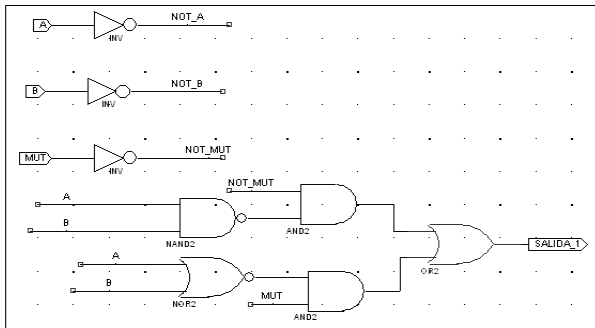 A
NOT_A
INV
B
NOT_B
INV
MUT
NOT_MUT
INV
NOT_MUT
A
B
NAND2
AND2
SALIDA_1
A
OR2
B
NOR2
MUT
AND2